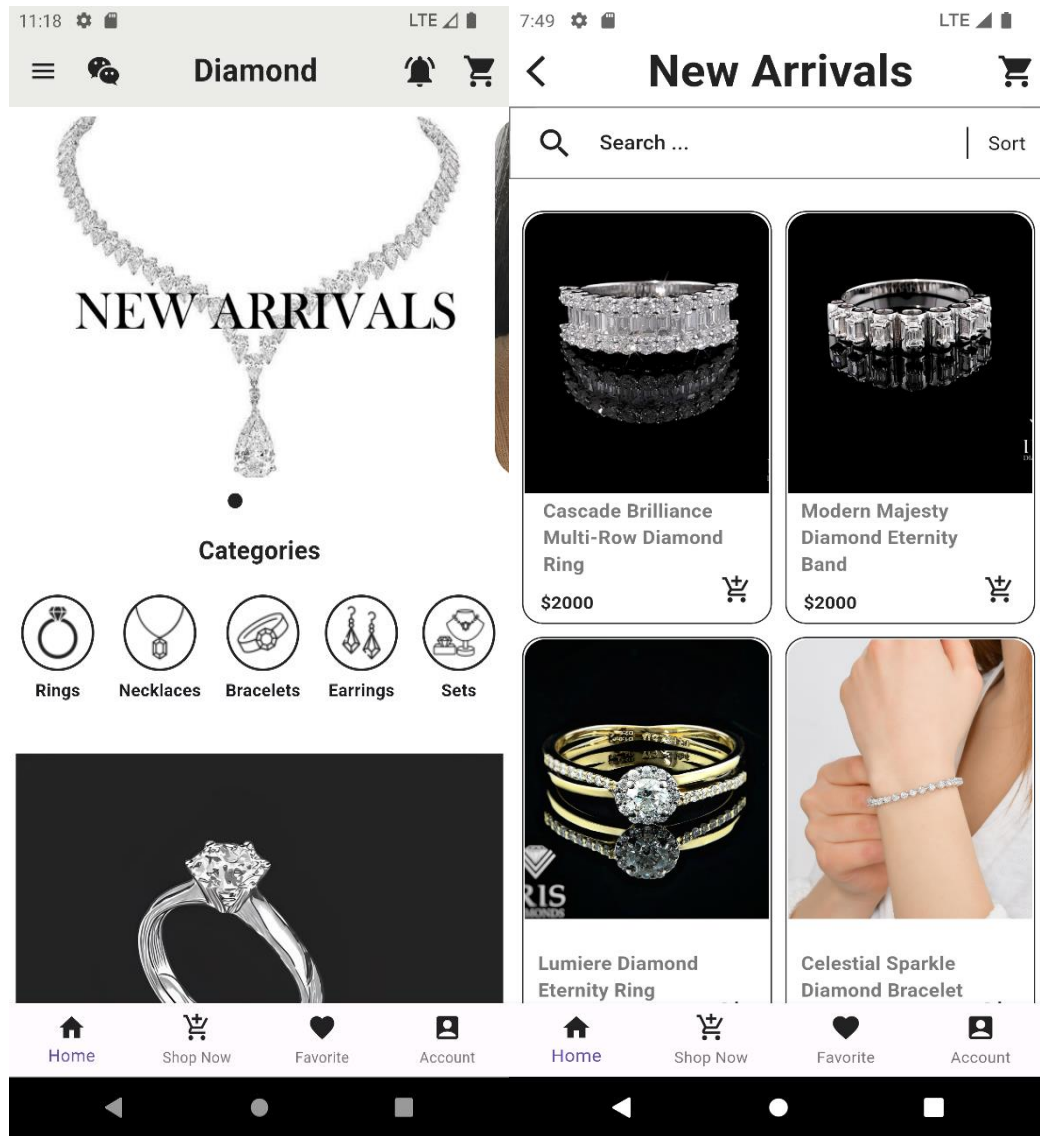 11:18
LTE
Diamond
NEW ARRIVALS
Categories
Rings
Necklaces
Bracelets
Earrings
Sets
Home
Shop Now
Favorite
Account
7:49
LTE
New Arrivals
Search ...
Sort
Cascade Brilliance
Multi-Row Diamond
Ring
$2000
Modern Majesty
Diamond Eternity
Band
$2000
RIS
MONDS
Lumiere Diamond
Eternity Ring
Celestial Sparkle
Diamond Bracelet
Home
Shop Now
Favorite
Account